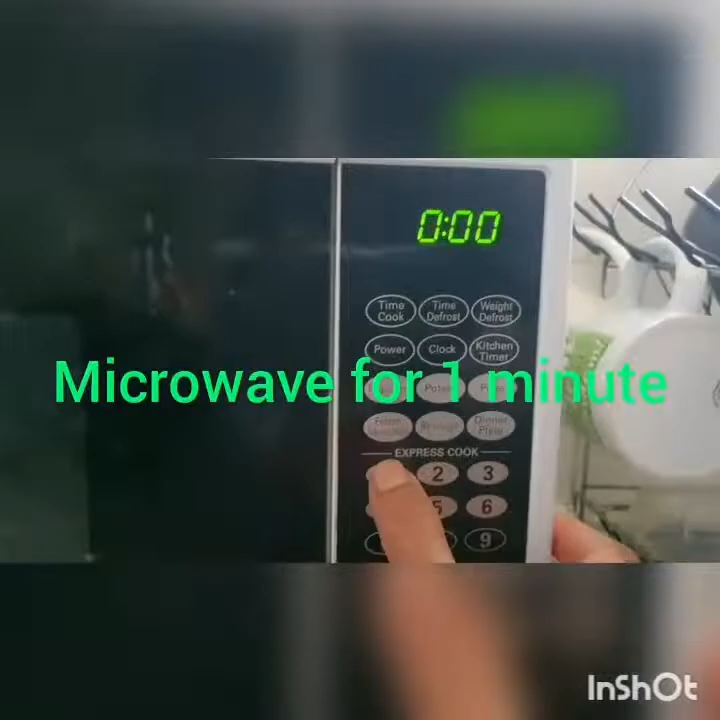 0:00
Time Cook
Time Defrost
Weight Defrost
Power
Clock
Kitchen Timer
Microwave for 1 minute
Dinner Plate
EXPRESS COOK
2 3
5 6
9
InShOt